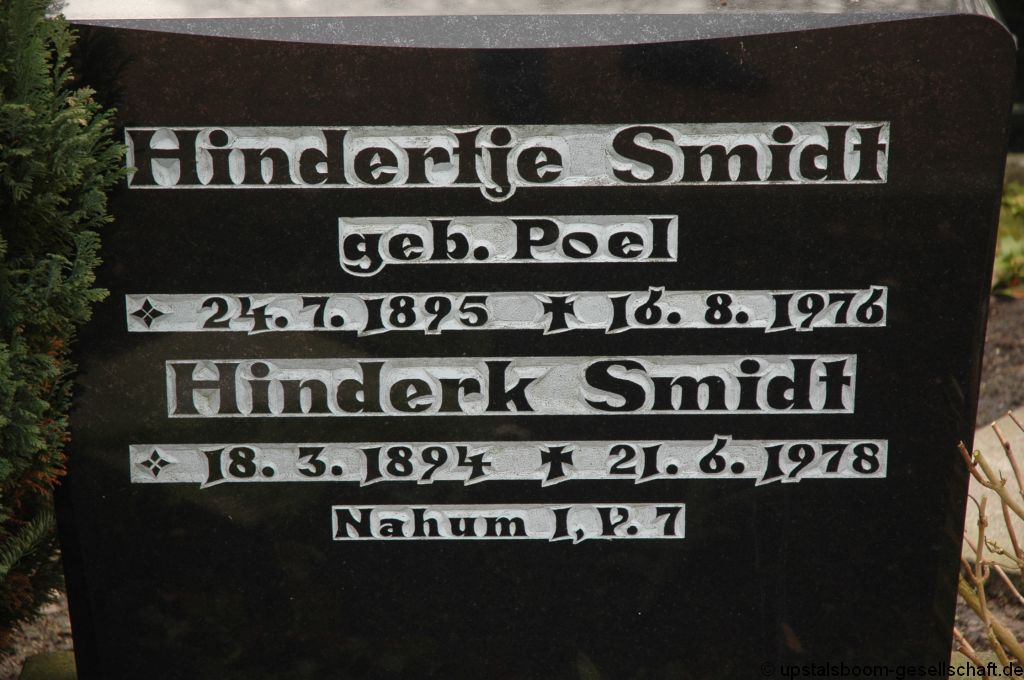 Hindertje Smidt
geb. Poel
24. 7. 1895 ✝ 16. 8. 1976
Hinderk Smidt
18. 3. 1894 ✝ 21. 6. 1978
Nahum I, V. 7
© upstalsboom-gesellschaft.de